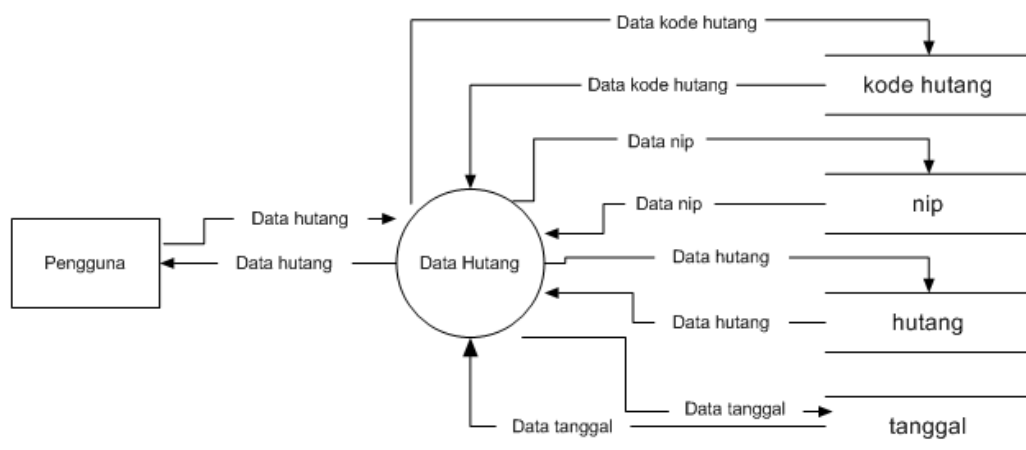 Data kode hutang
Data kode hutang
kode hutang
Data nip
Data nip
nip
Data hutang
Pengguna
Data hutang
Data Hutang
Data hutang
Data hutang
hutang
Data tanggal
Data tanggal
tanggal